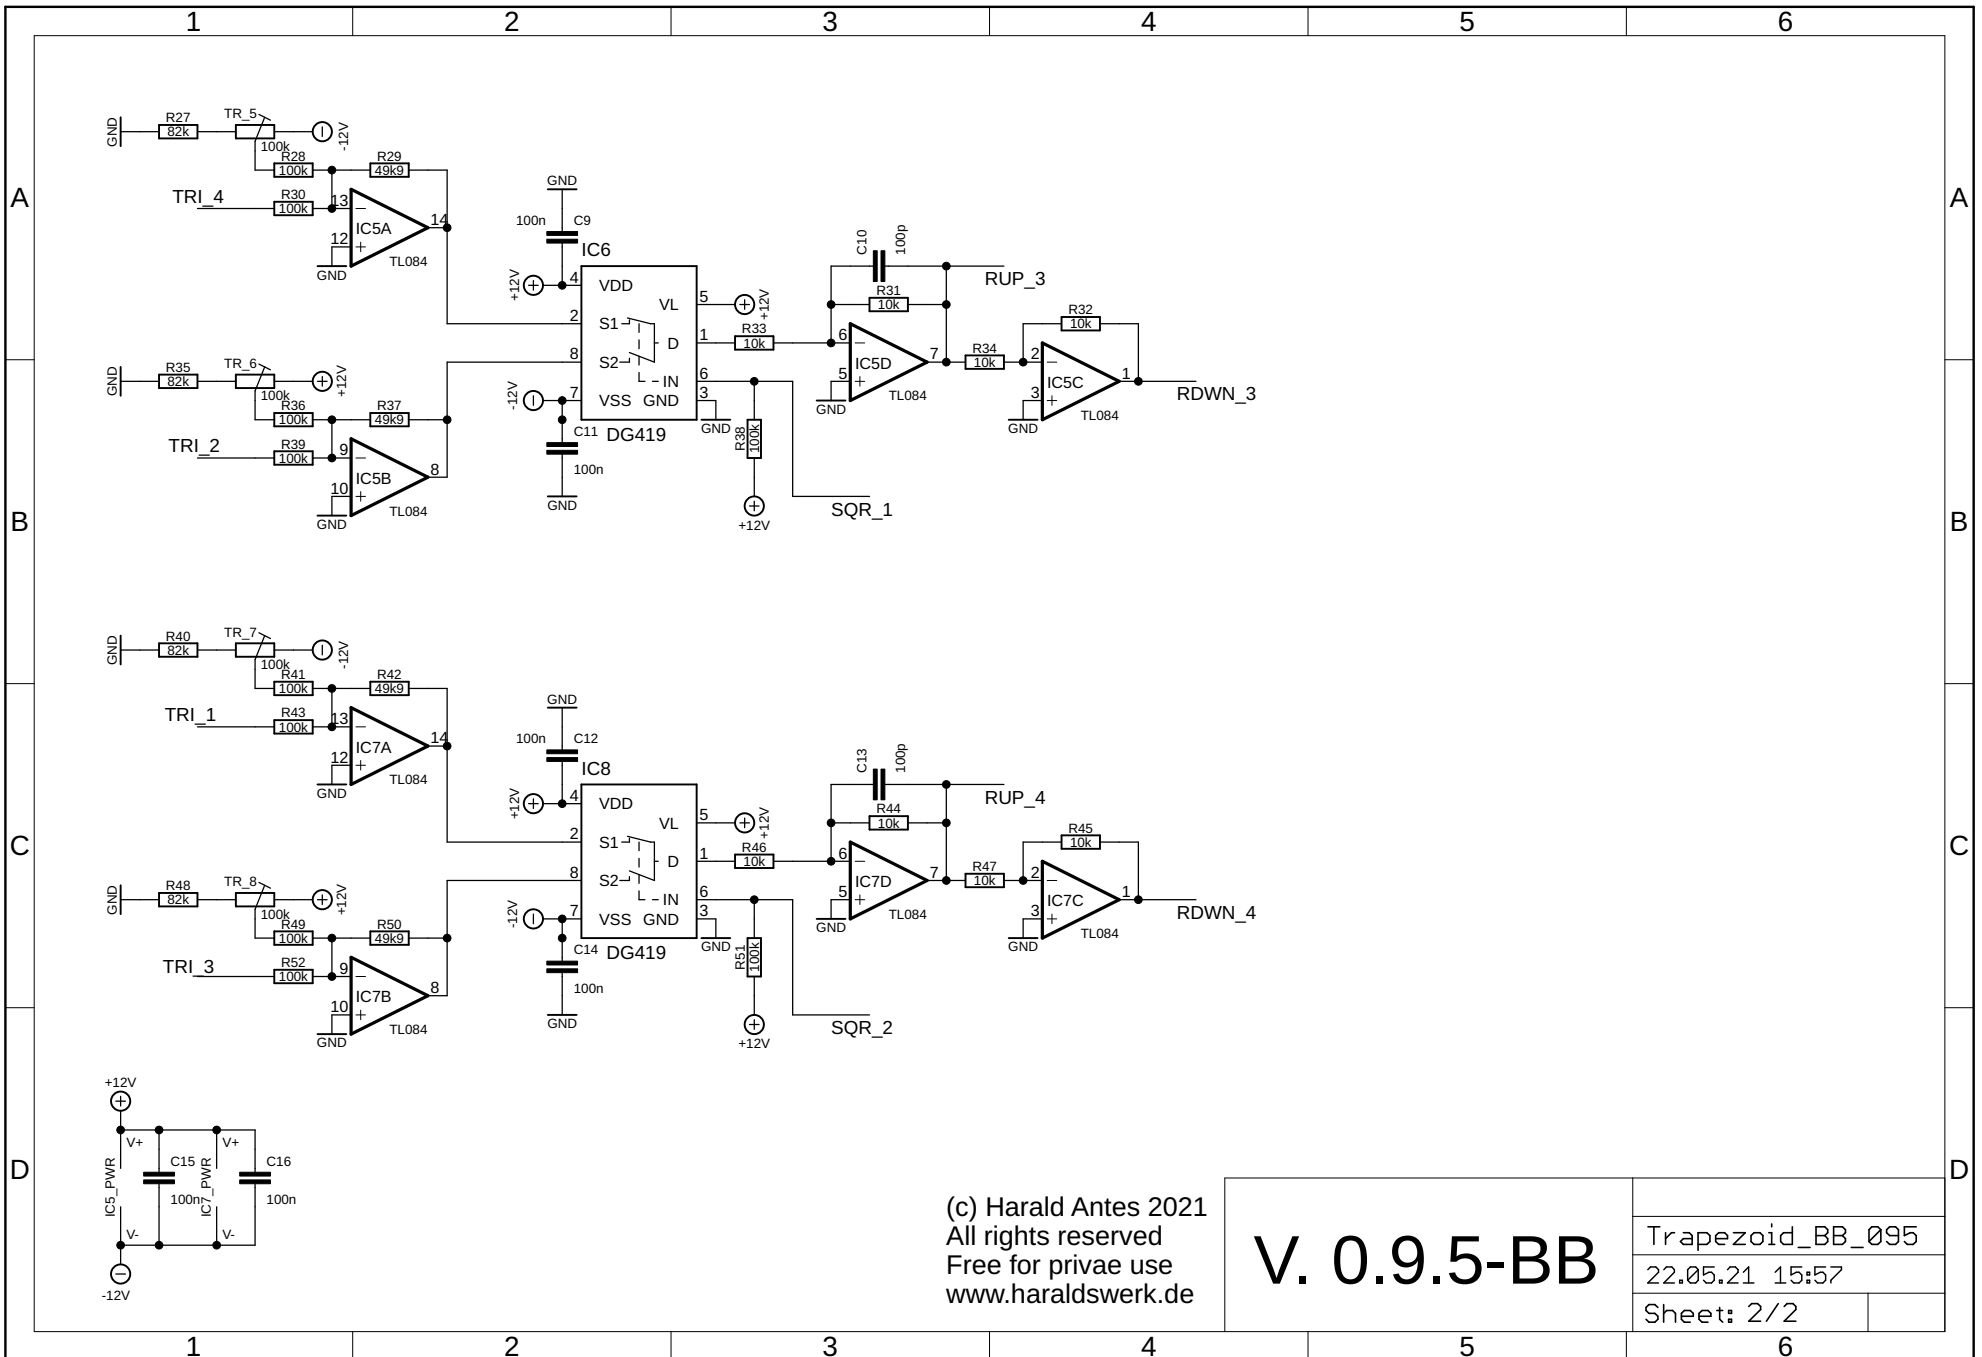 1 2 3 4 5 6
A A
B B
C C
D D
GND R27 82k TR_5 100k -12V
R28 100k R29 49k9
TRI_4 R30 100k 13 12 14 IC5A TL084 GND
GND R35 82k TR_6 100k +12V
R36 100k R37 49k9
TRI_2 R39 100k 9 10 8 IC5B TL084 GND
GND
100n C9
IC6
+12V 4 VDD
VL 5 +12V
2 S1
1 D
8 S2
6 IN
-12V 7 VSS GND 3 GND
C11 DG419
100n
GND
R33 10k
R38 100k
+12V
SQR_1
C10 100p
R31 10k
6 5 7 IC5D TL084 GND
RUP_3
R34 10k
R32 10k
2 3 1 IC5C TL084 GND
RDWN_3
GND R40 82k TR_7 100k -12V
R41 100k R42 49k9
TRI_1 R43 100k 13 12 14 IC7A TL084 GND
GND R48 82k TR_8 100k +12V
R49 100k R50 49k9
TRI_3 R52 100k 9 10 8 IC7B TL084 GND
GND
100n C12
IC8
+12V 4 VDD
VL 5 +12V
2 S1
1 D
8 S2
6 IN
-12V 7 VSS GND 3 GND
C14 DG419
100n
GND
R46 10k
R51 100k
+12V
SQR_2
C13 100p
R44 10k
6 5 7 IC7D TL084 GND
RUP_4
R47 10k
R45 10k
2 3 1 IC7C TL084 GND
RDWN_4
+12V
V+ V+
IC5_PWR C15 100n IC7_PWR C16 100n
V- V-
-12V
(c) Harald Antes 2021
All rights reserved
Free for privae use
www.haraldswerk.de
V. 0.9.5-BB
Trapezoid_BB_095
22.05.21 15:57
Sheet: 2/2
1 2 3 4 5 6